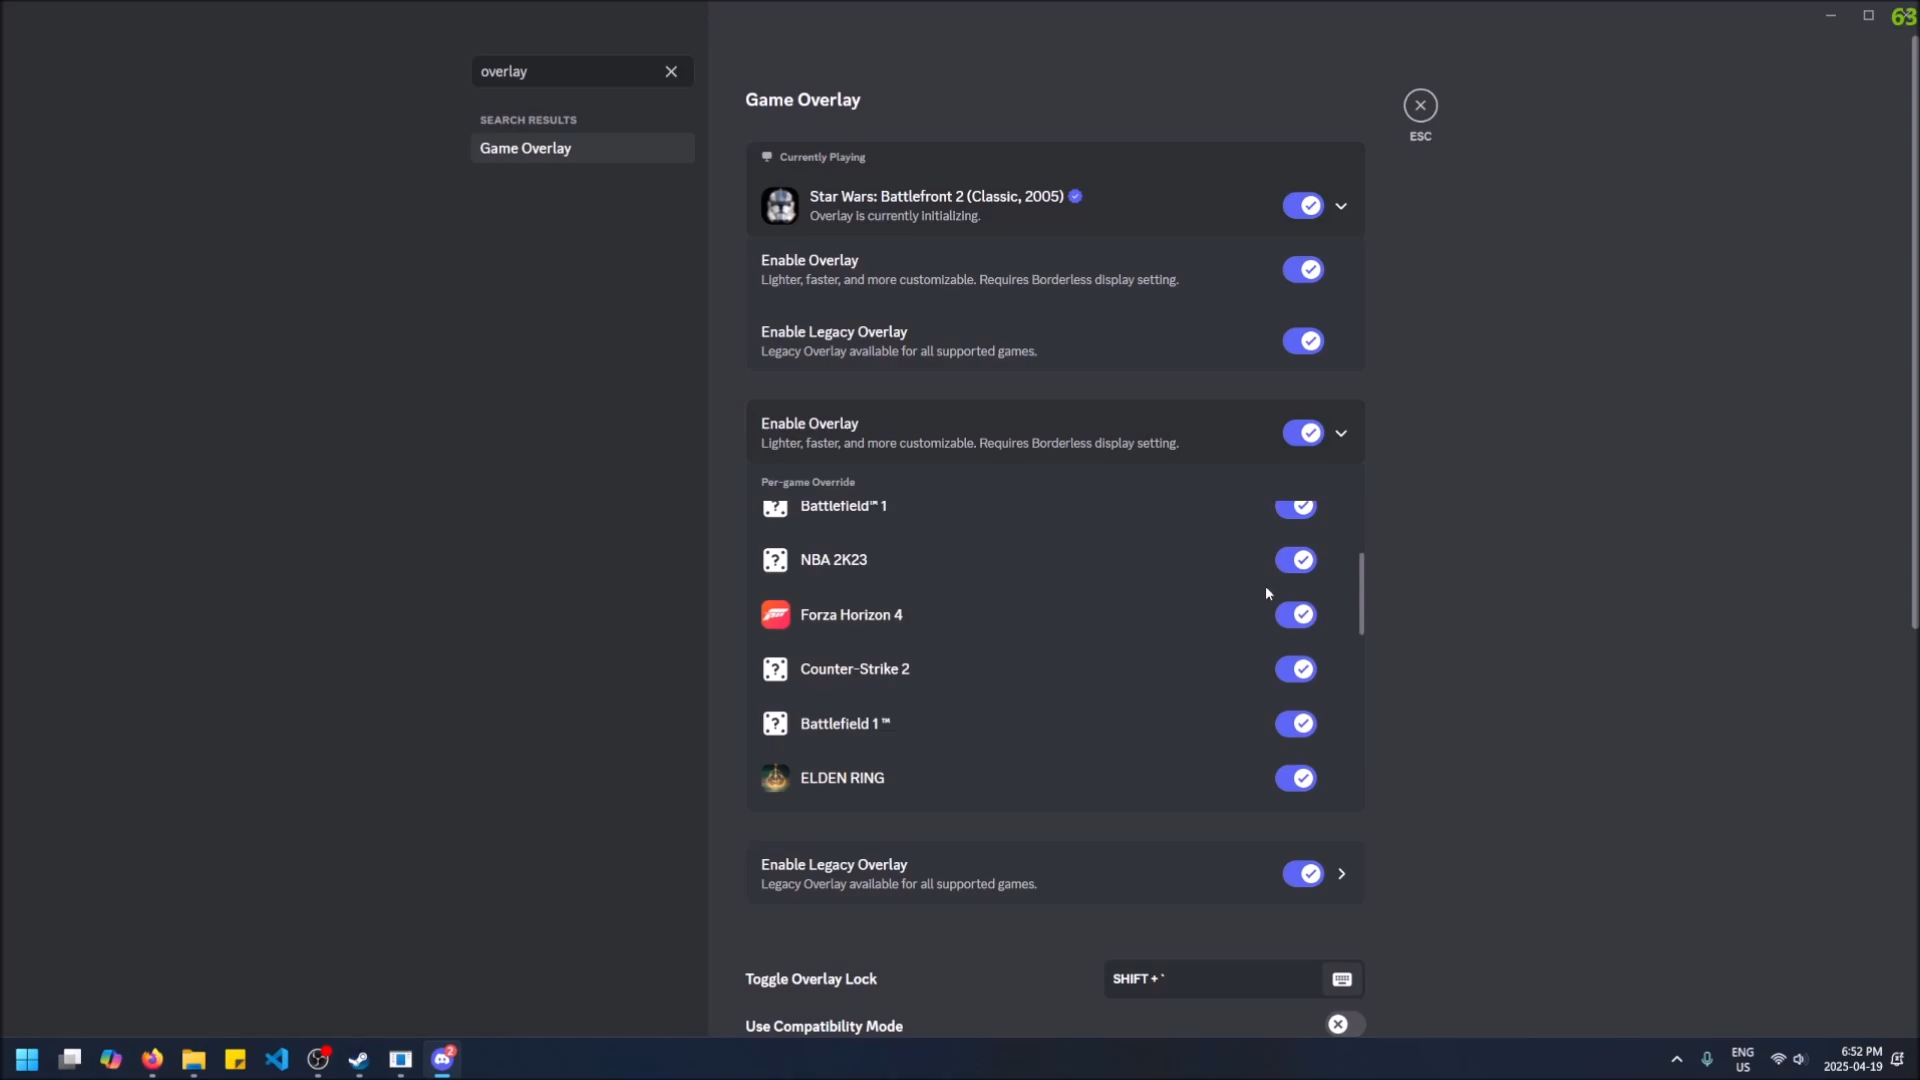 63
overlay
SEARCH RESULTS
Game Overlay
Game Overlay
ESC
Currently Playing
Star Wars: Battlefront 2 (Classic, 2005)
Overlay is currently initializing.
Enable Overlay
Lighter, faster, and more customizable. Requires Borderless display setting.
Enable Legacy Overlay
Legacy Overlay available for all supported games.
Enable Overlay
Lighter, faster, and more customizable. Requires Borderless display setting.
Per-game Override
Battlefield™ 1
NBA 2K23
Forza Horizon 4
Counter-Strike 2
Battlefield 1™
ELDEN RING
Enable Legacy Overlay
Legacy Overlay available for all supported games.
Toggle Overlay Lock
SHIFT + `
Use Compatibility Mode
2
ENG
US
6:52 PM
2025-04-19